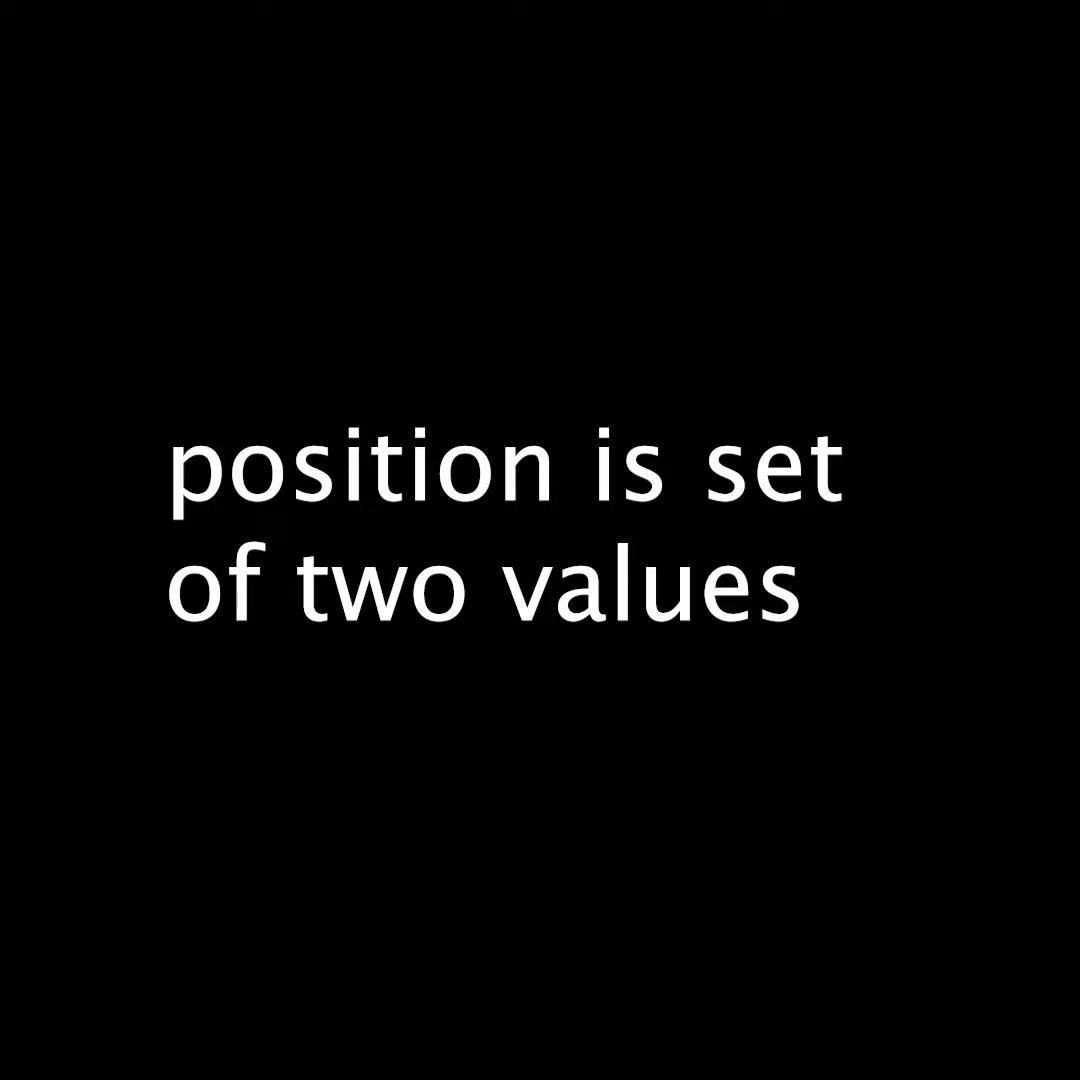 position is set
of two values